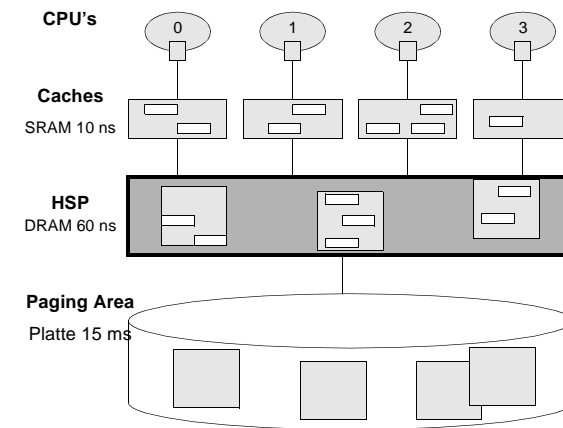 CPU's
0 1 2 3
Caches
SRAM 10 ns
HSP
DRAM 60 ns
Paging Area
Platte 15 ms